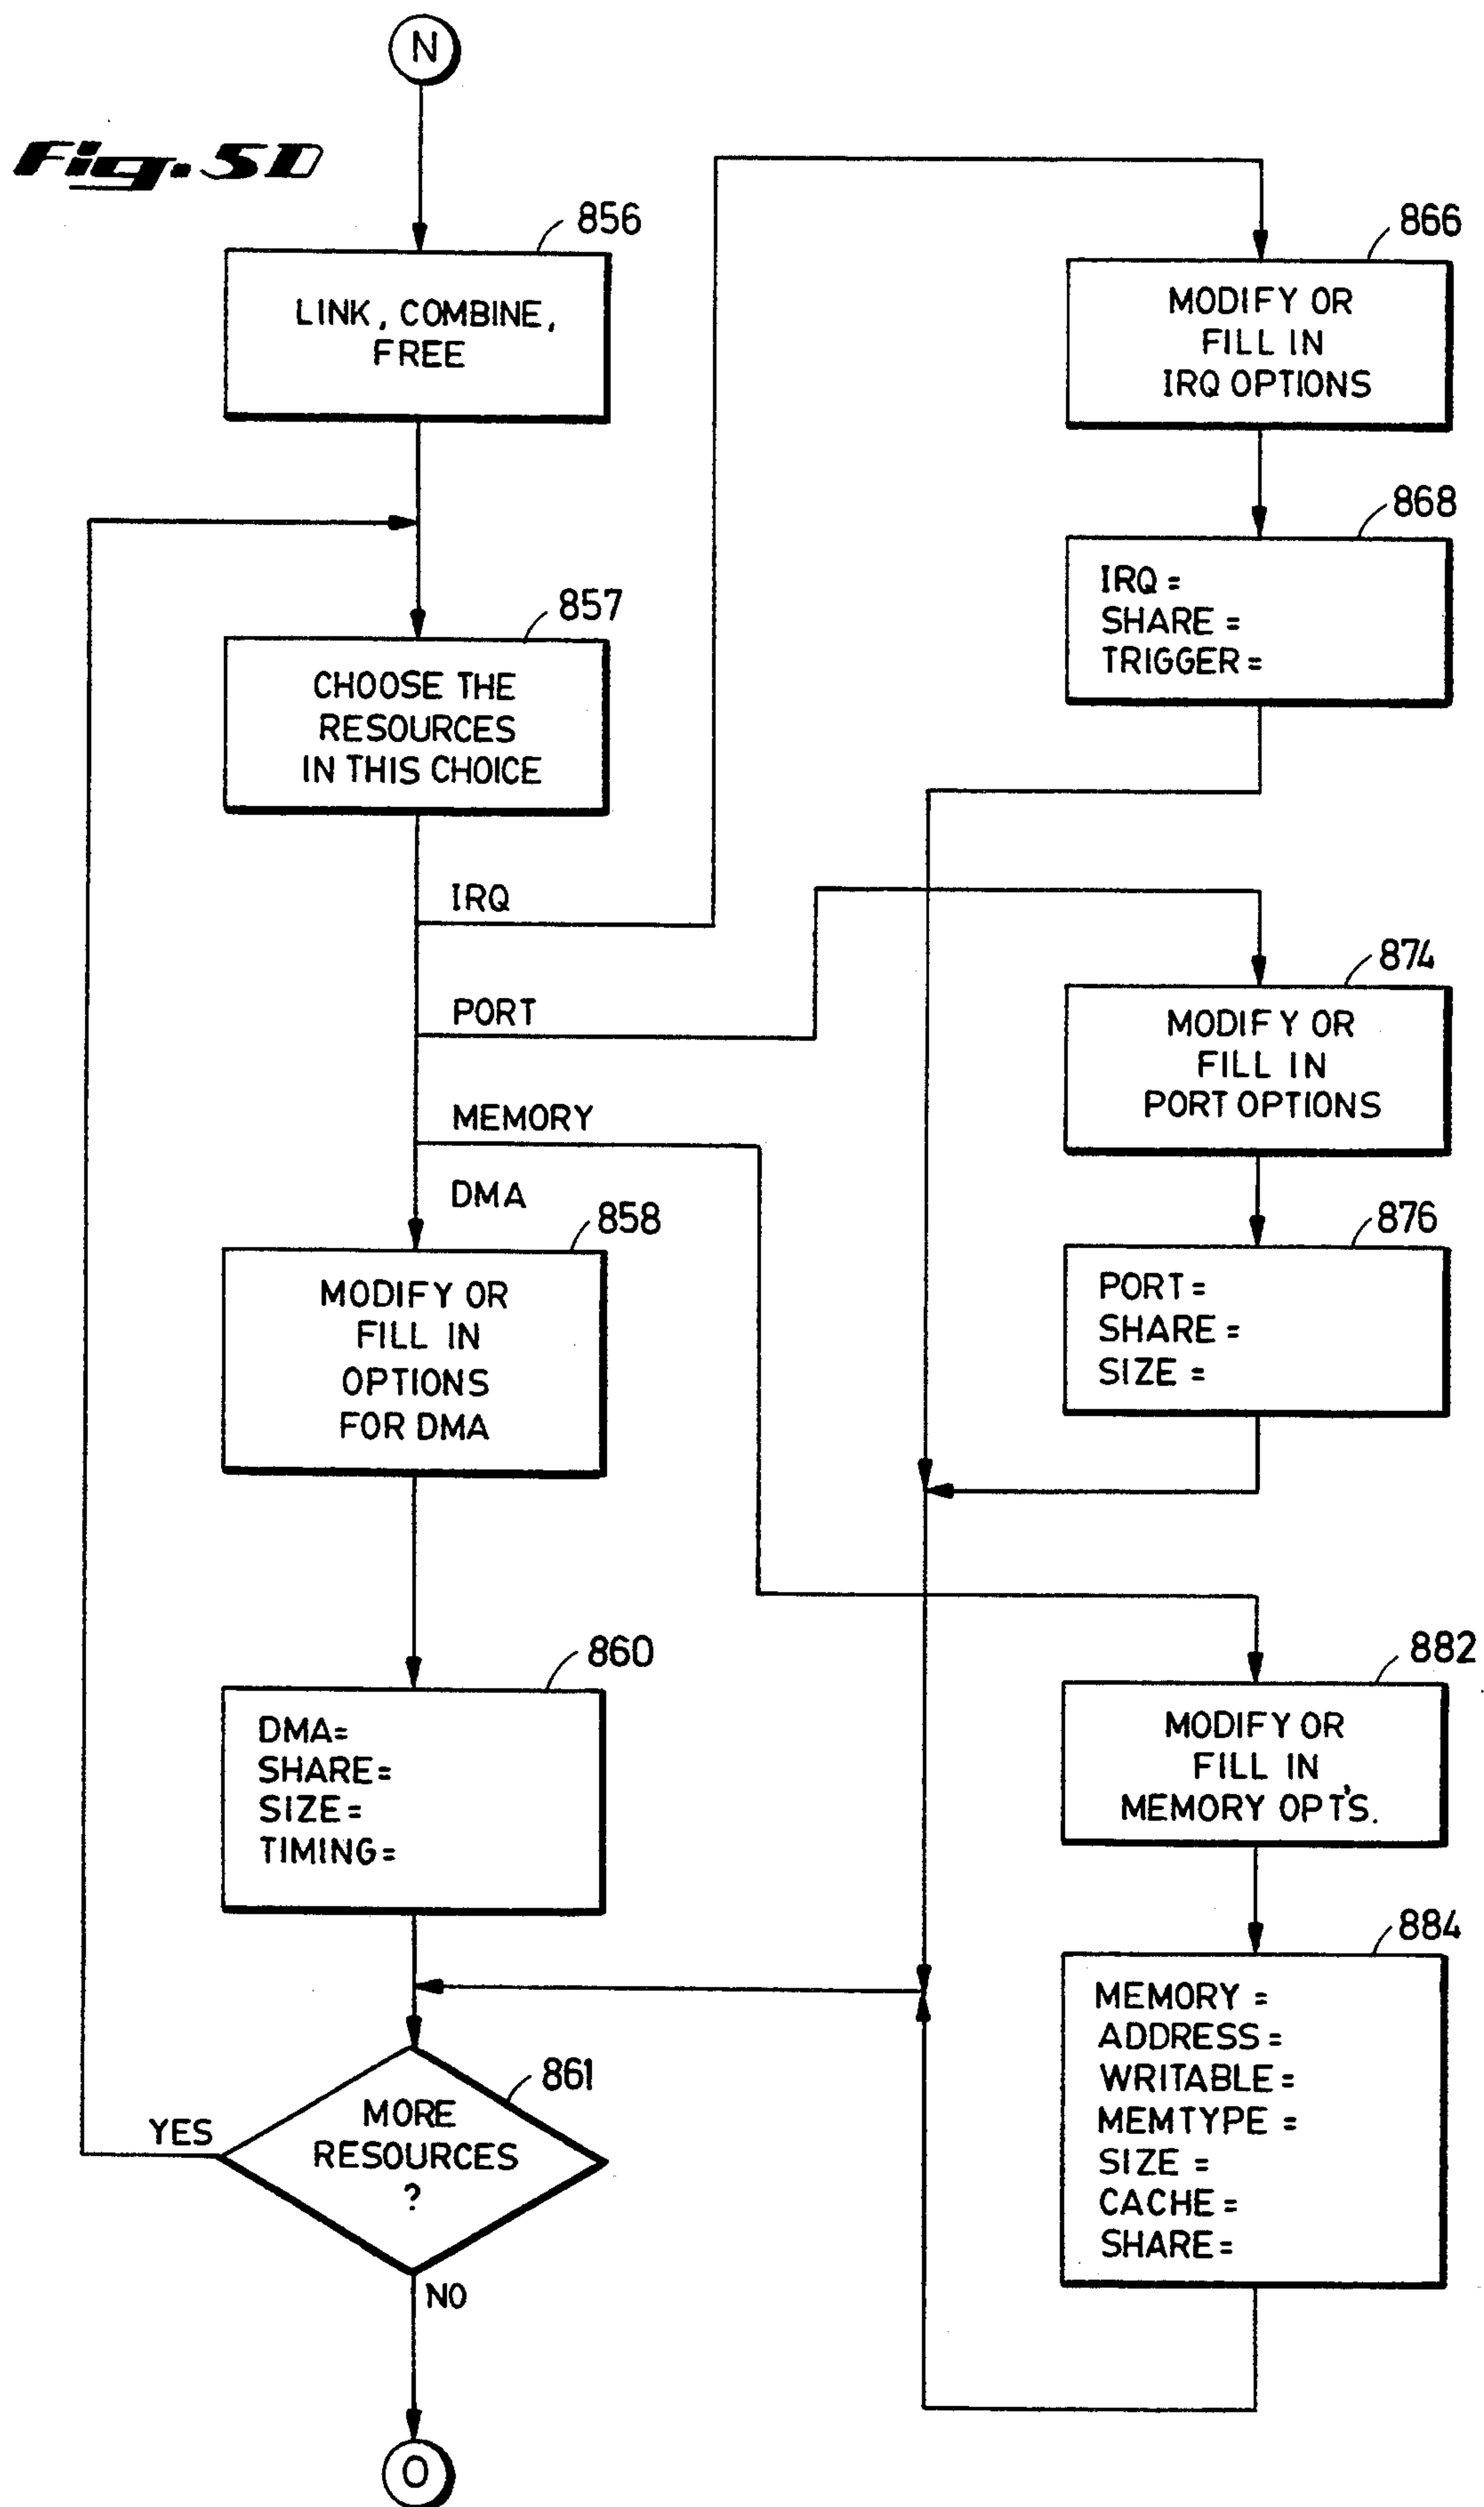 N
Fig. 5D
856
LINK, COMBINE,
FREE
857
CHOOSE THE
RESOURCES
IN THIS CHOICE
IRQ
PORT
MEMORY
DMA
858
MODIFY OR
FILL IN
OPTIONS
FOR DMA
860
DMA=
SHARE=
SIZE=
TIMING=
861
MORE
RESOURCES
?
YES
NO
O
866
MODIFY OR
FILL IN
IRQ OPTIONS
868
IRQ =
SHARE =
TRIGGER =
874
MODIFY OR
FILL IN
PORT OPTIONS
876
PORT =
SHARE =
SIZE =
882
MODIFY OR
FILL IN
MEMORY OPT'S.
884
MEMORY =
ADDRESS =
WRITABLE =
MEMTYPE =
SIZE =
CACHE =
SHARE =